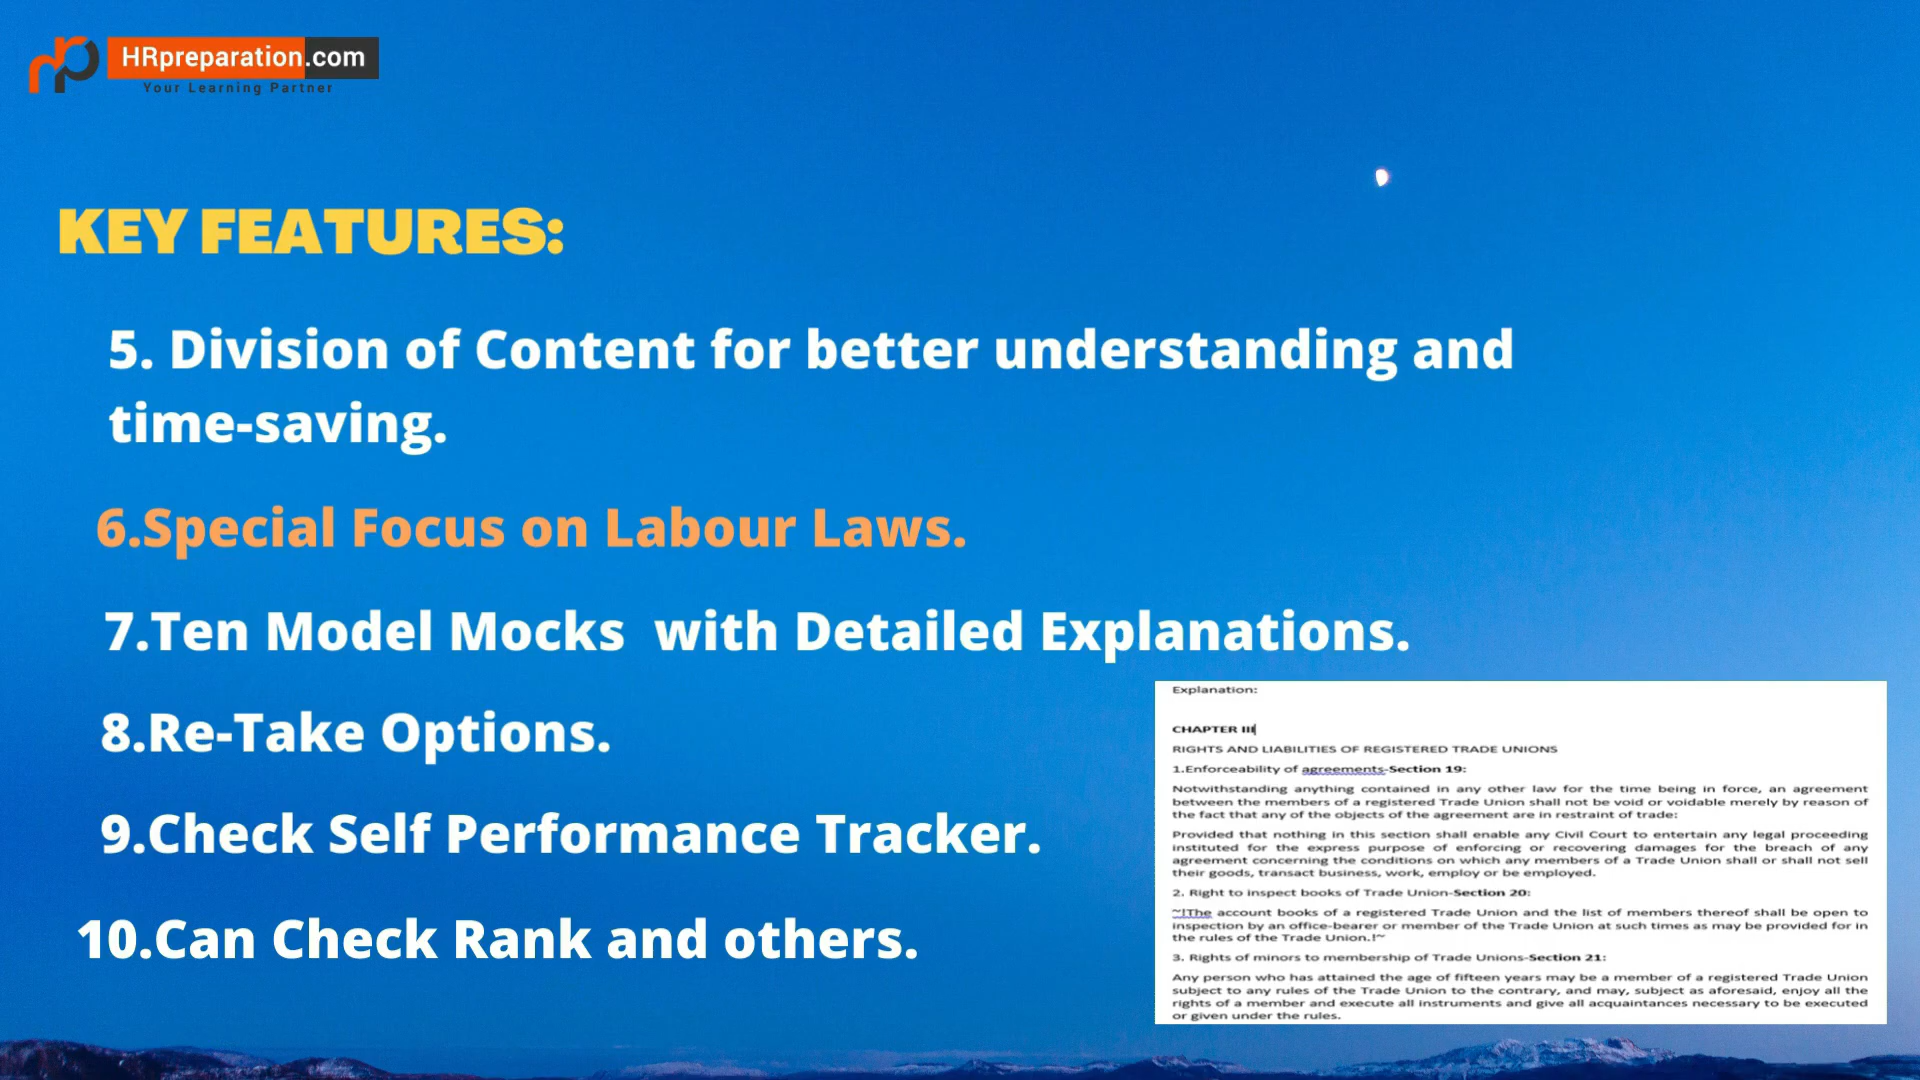 HRpreparation.com
Your Learning Partner
KEY FEATURES:
5. Division of Content for better understanding and
time-saving.
6.Special Focus on Labour Laws.
7.Ten Model Mocks with Detailed Explanations.
8.Re-Take Options.
9.Check Self Performance Tracker.
10.Can Check Rank and others.
Explanation:
CHAPTER III
RIGHTS AND LIABILITIES OF REGISTERED TRADE UNIONS
1.Enforceability of agreements-Section 19:
Notwithstanding anything contained in any other law for the time being in force, an agreement
between the members of a registered Trade Union shall not be void or voidable merely by reason of
the fact that any of the objects of the agreement are in restraint of trade:
Provided that nothing in this section shall enable any Civil Court to entertain any legal proceeding
instituted for the express purpose of enforcing or recovering damages for the breach of any
agreement concerning the conditions on which any members of a Trade Union shall or shall not sell
their goods, transact business, work, employ or be employed.
2. Right to inspect books of Trade Union-Section 20:
~!The account books of a registered Trade Union and the list of members thereof shall be open to
inspection by an office-bearer or member of the Trade Union at such times as may be provided for in
the rules of the Trade Union.!~
3. Rights of minors to membership of Trade Unions-Section 21:
Any person who has attained the age of fifteen years may be a member of a registered Trade Union
subject to any rules of the Trade Union to the contrary, and may, subject as aforesaid, enjoy all the
rights of a member and execute all instruments and give all acquaintances necessary to be executed
or given under the rules.